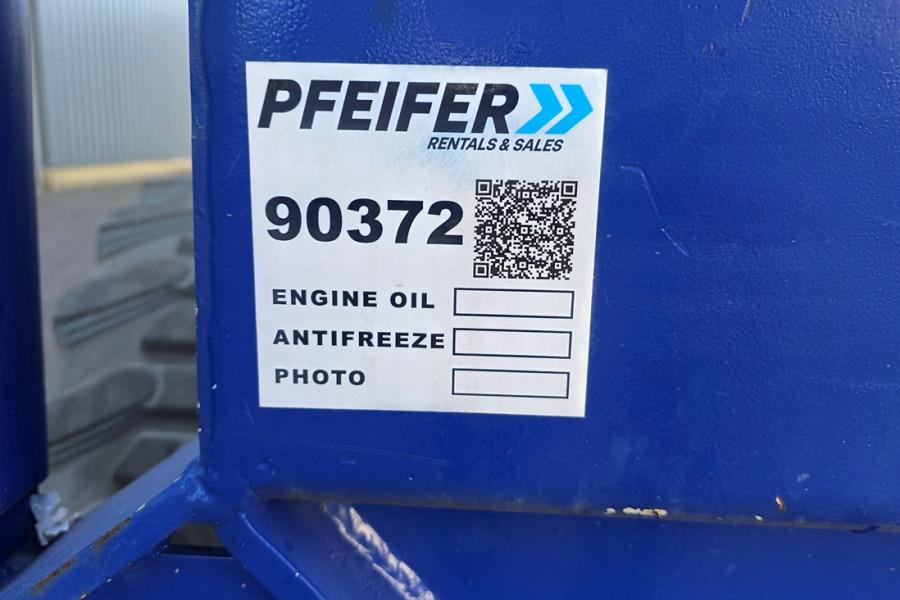 PFEIFER
RENTALS & SALES
90372
ENGINE OIL
ANTIFREEZE
PHOTO